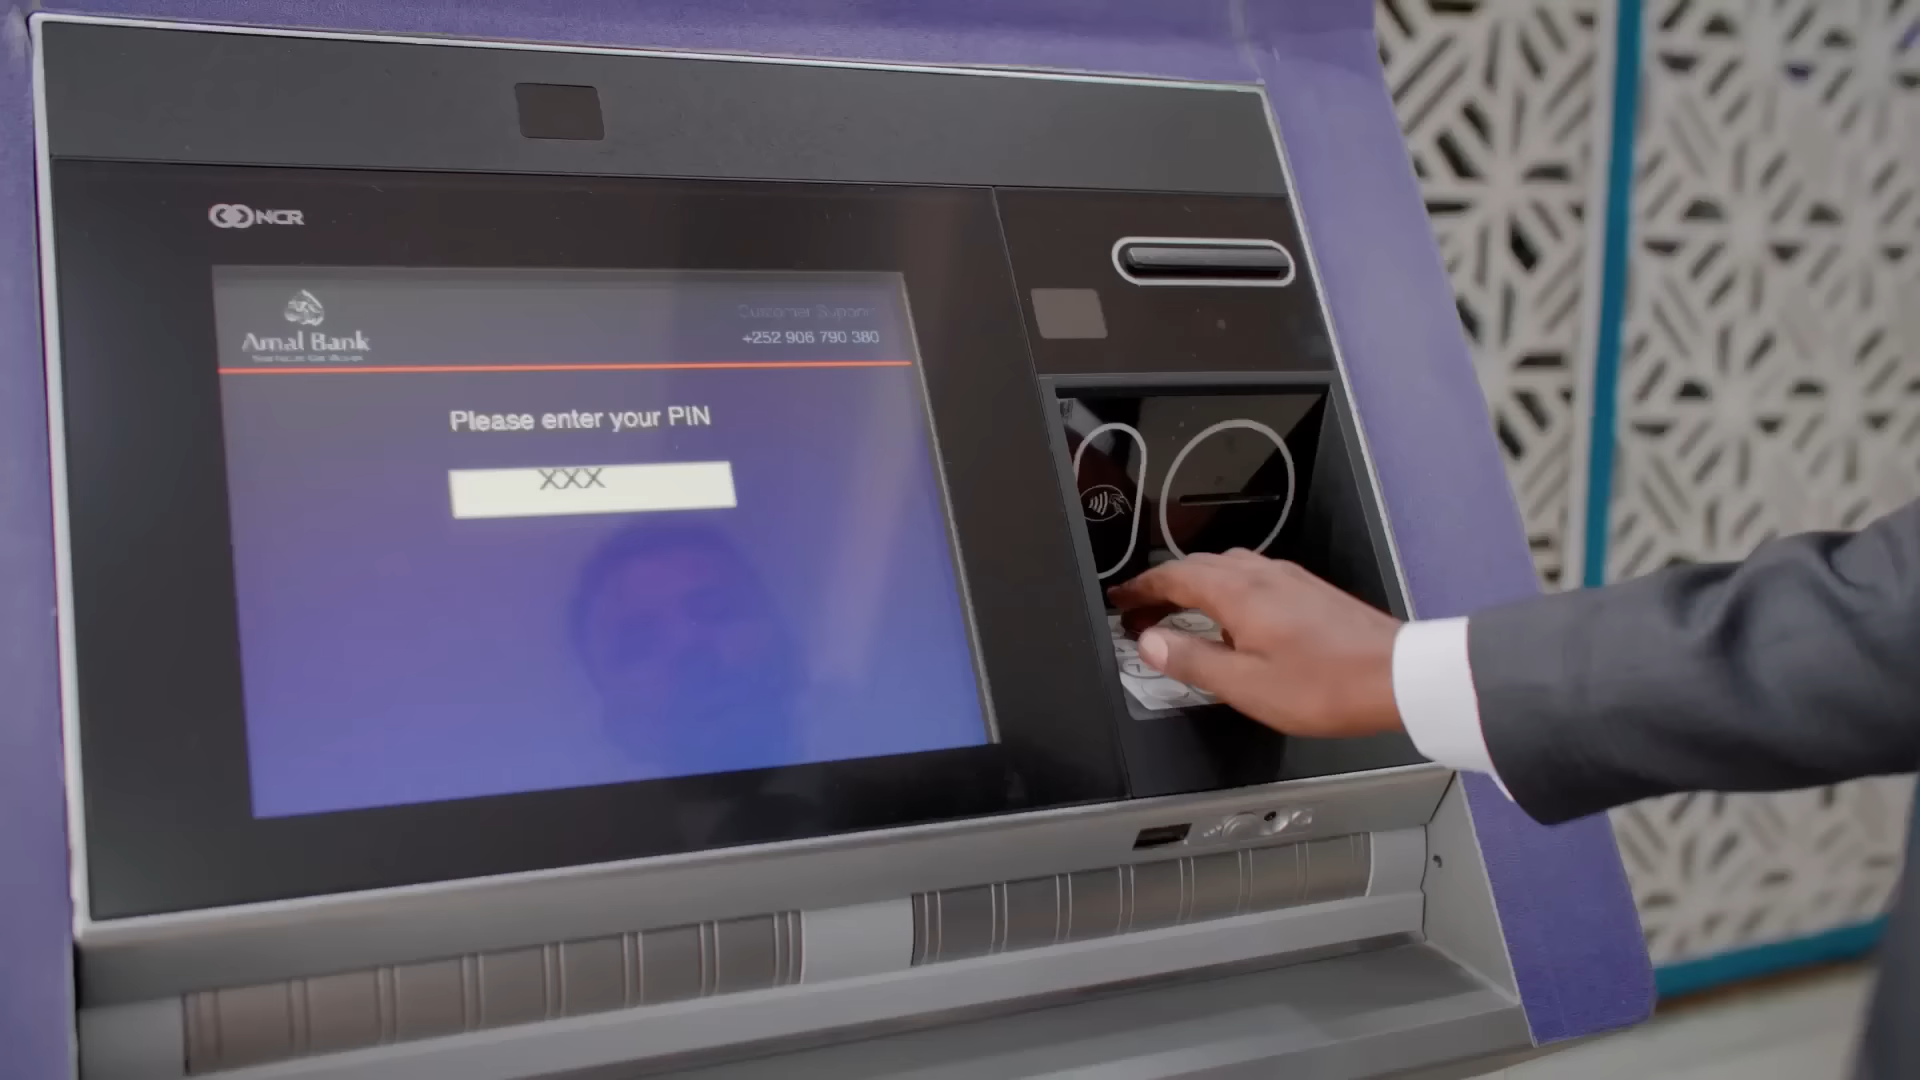 NCR
Amal Bank
Customer Support
+252 906 790 380
Please enter your PIN
XXX